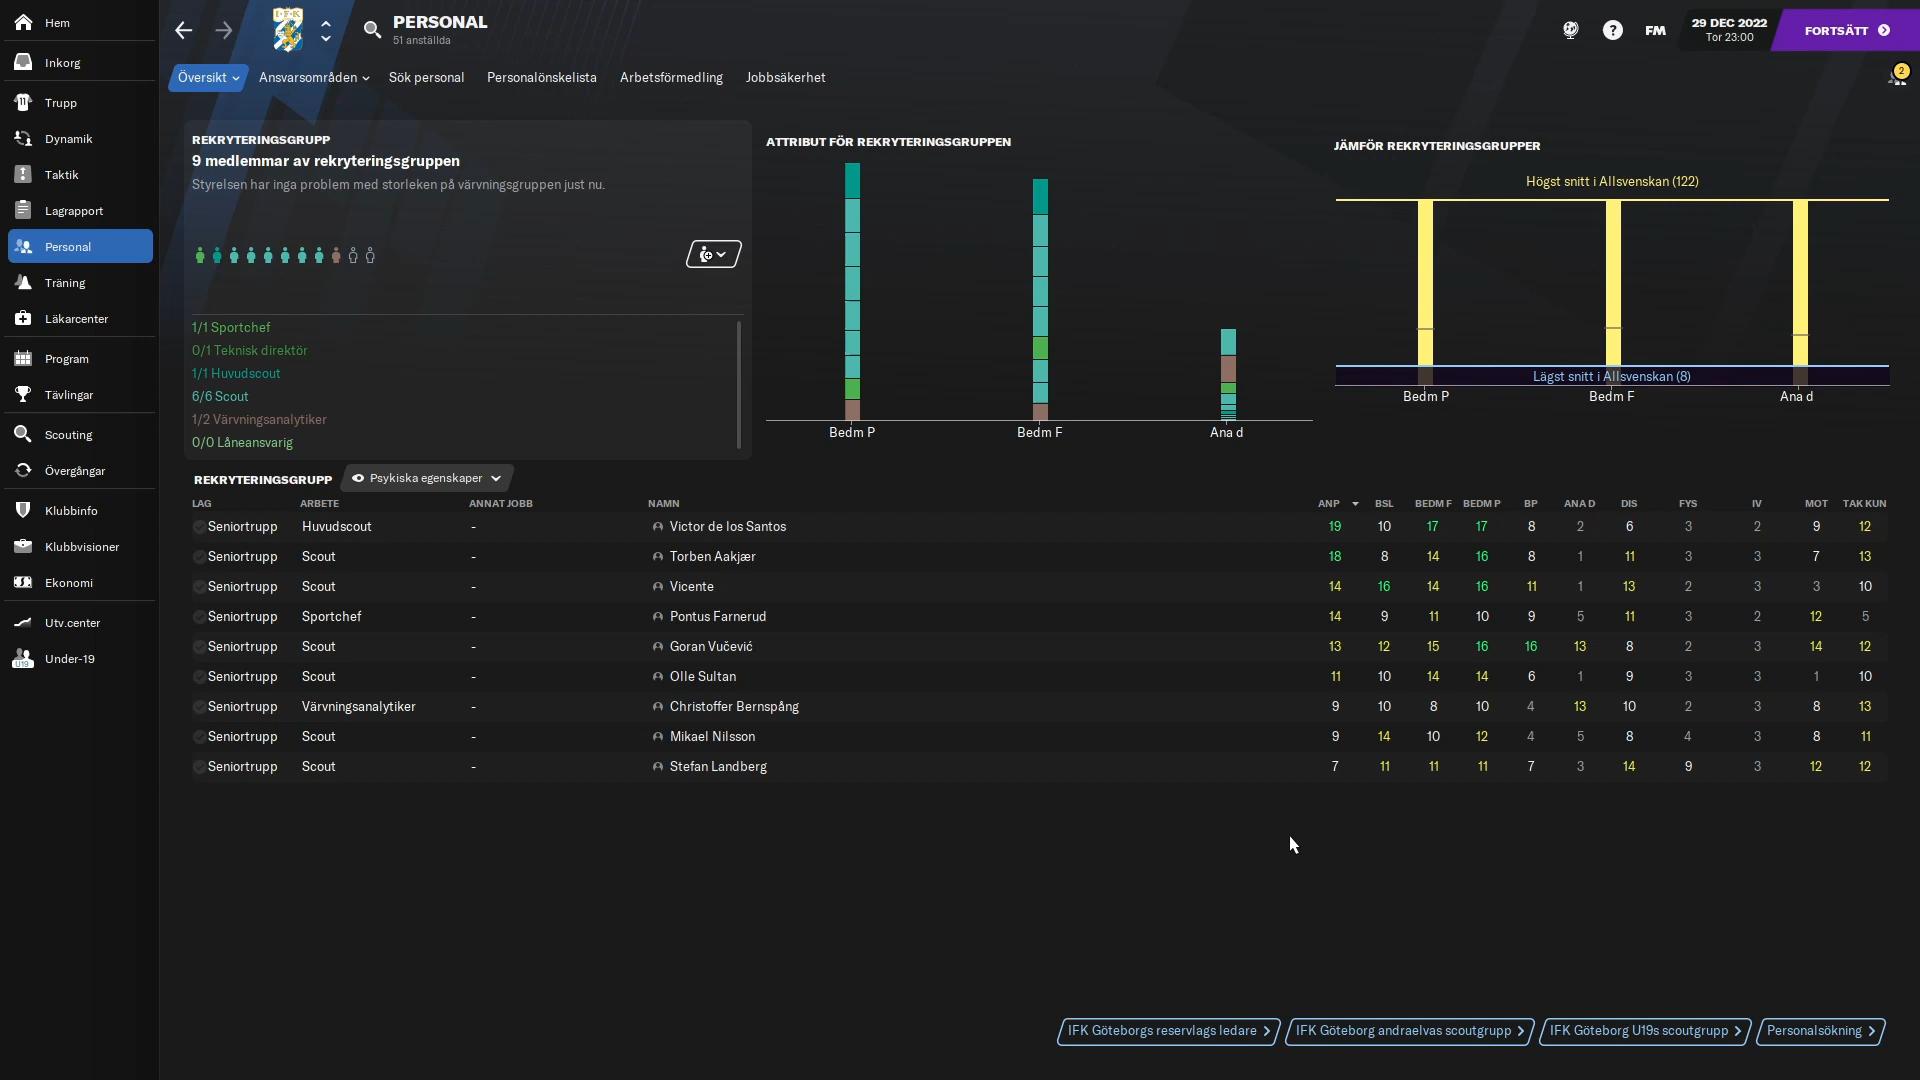 Hem
Inkorg
Trupp
Dynamik
Taktik
Lagrapport
Personal
Träning
Läkarcenter
Program
Tävlingar
Scouting
Övergångar
Klubbinfo
Klubbvisioner
Ekonomi
Utv.center
Under-19
PERSONAL
51 anställda
FM
29 DEC 2022
Tor 23:00
FORTSÄTT
2
Översikt
Ansvarsområden
Sök personal
Personalönskelista
Arbetsförmedling
Jobbsäkerhet
REKRYTERINGSGRUPP
9 medlemmar av rekryteringsgruppen
Styrelsen har inga problem med storleken på värvningsgruppen just nu.
1/1 Sportchef
0/1 Teknisk direktör
1/1 Huvudscout
6/6 Scout
1/2 Värvningsanalytiker
0/0 Låneansvarig
ATTRIBUT FÖR REKRYTERINGSGRUPPEN
Bedm P Bedm F Ana d
JÄMFÖR REKRYTERINGSGRUPPER
Högst snitt i Allsvenskan (122)
Lägst snitt i Allsvenskan (8)
Bedm P Bedm F Ana d
REKRYTERINGSGRUPP Psykiska egenskaper
LAG ARBETE ANNAT JOBB NAMN ANP BSL BEDM F BEDM P BP ANA D DIS FYS IV MOT TAK KUN
Seniortrupp Huvudscout - Victor de los Santos 19 10 17 17 8 2 6 3 2 9 12
Seniortrupp Scout - Torben Aakjær 18 8 14 16 8 1 11 3 3 7 13
Seniortrupp Scout - Vicente 14 16 14 16 11 1 13 2 3 3 10
Seniortrupp Sportchef - Pontus Farnerud 14 9 11 10 9 5 11 3 2 12 5
Seniortrupp Scout - Goran Vučević 13 12 15 16 16 13 8 2 3 14 12
Seniortrupp Scout - Olle Sultan 11 10 14 14 6 1 9 3 3 1 10
Seniortrupp Värvningsanalytiker - Christoffer Bernspång 9 10 8 10 4 13 10 2 3 8 13
Seniortrupp Scout - Mikael Nilsson 9 14 10 12 4 5 8 4 3 8 11
Seniortrupp Scout - Stefan Landberg 7 11 11 11 7 3 14 9 3 12 12
IFK Göteborgs reservlags ledare
IFK Göteborg andraelvas scoutgrupp
IFK Göteborg U19s scoutgrupp
Personalsökning